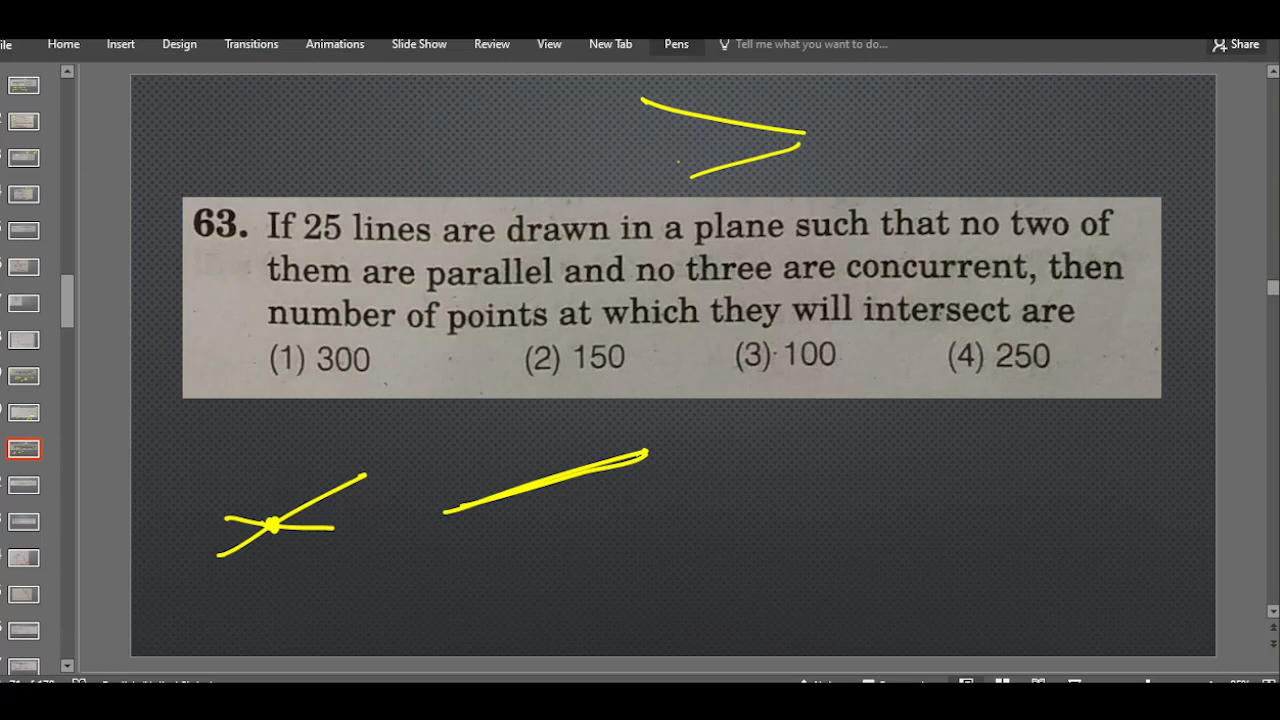 Home Insert Design Transitions Animations Slide Show Review View New Tab Pens Tell me what you want to do... Share
63. If 25 lines are drawn in a plane such that no two of
them are parallel and no three are concurrent, then
number of points at which they will intersect are
(1) 300 (2) 150 (3) 100 (4) 250